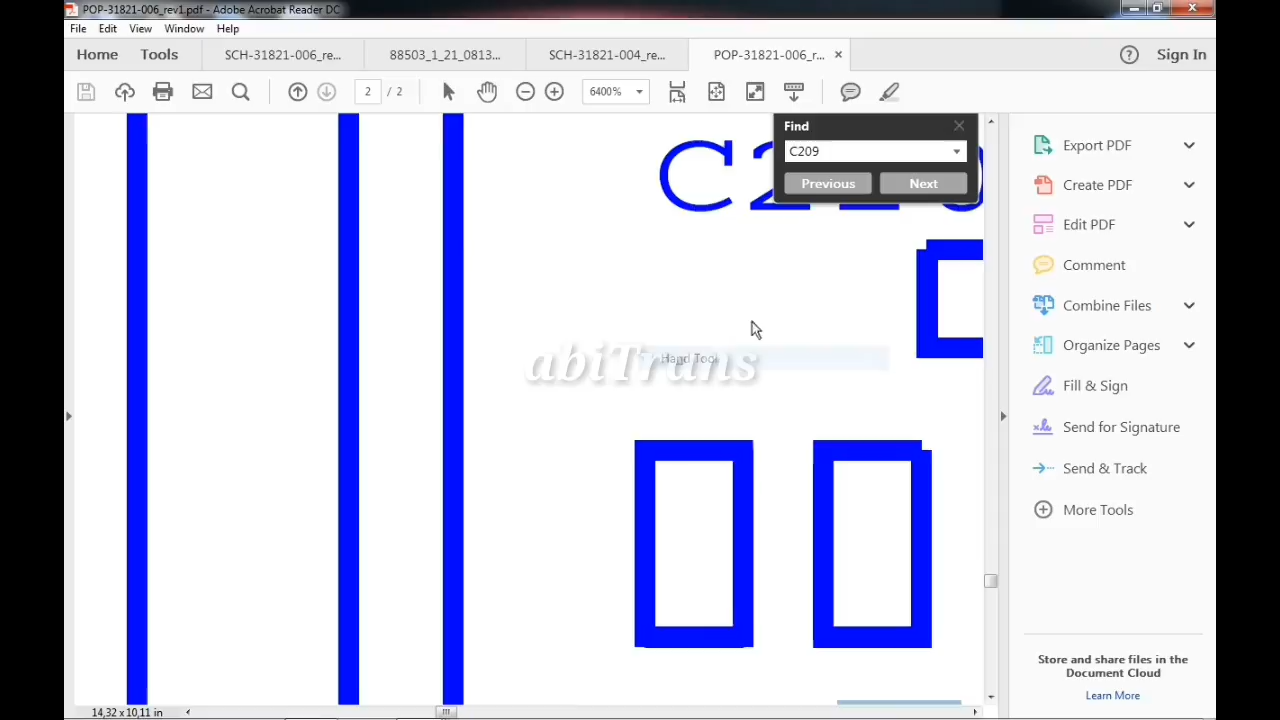 POP-31821-006_rev1.pdf - Adobe Acrobat Reader DC
File Edit View Window Help
Home Tools SCH-31821-006_re... 88503_1_21_0813... SCH-31821-004_re... POP-31821-006_r... × Sign In
2 / 2 6400%
Find
C209
Previous Next
Hand Tool
abiTrans
Export PDF
Create PDF
Edit PDF
Comment
Combine Files
Organize Pages
Fill & Sign
Send for Signature
Send & Track
More Tools
Store and share files in the
Document Cloud
Learn More
14,32 x 10,11 in